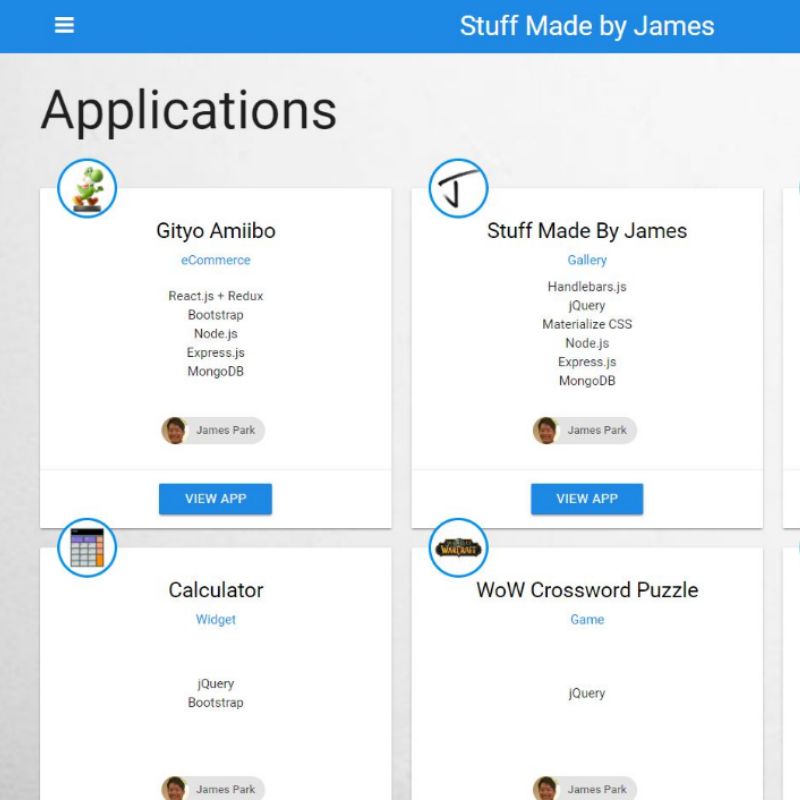 Stuff Made by James
Applications
Gityo Amiibo
eCommerce
React.js + Redux
Bootstrap
Node.js
Express.js
MongoDB
James Park
VIEW APP
Stuff Made By James
Gallery
Handlebars.js
jQuery
Materialize CSS
Node.js
Express.js
MongoDB
James Park
VIEW APP
Calculator
Widget
jQuery
Bootstrap
James Park
WARCRAFT
WoW Crossword Puzzle
Game
jQuery
James Park